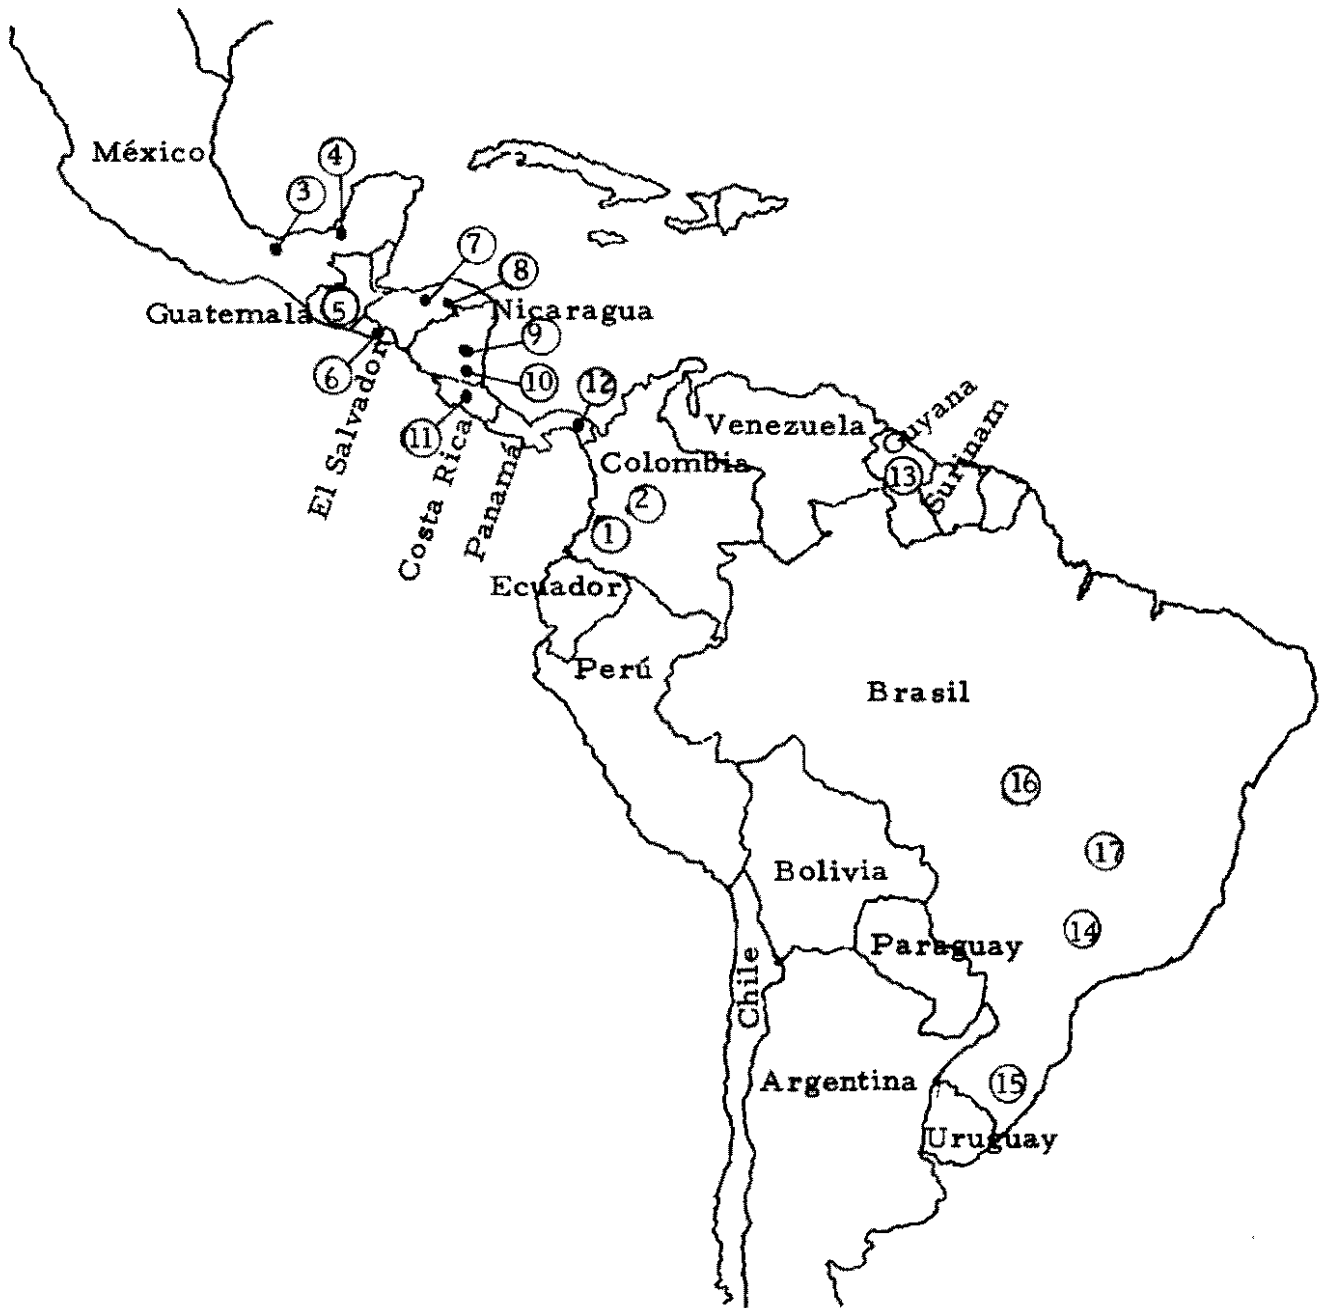 México
4
3
7
8
Guatemala
5
Nicaragua
9
6
10
12
El Salvador
11
Costa Rica
Panamá
Venezuela
Guyana
Surinam
Colombia
13
2
1
Ecuador
Perú
Brasil
16
17
Bolivia
14
Paraguay
Chile
Argentina
15
Uruguay